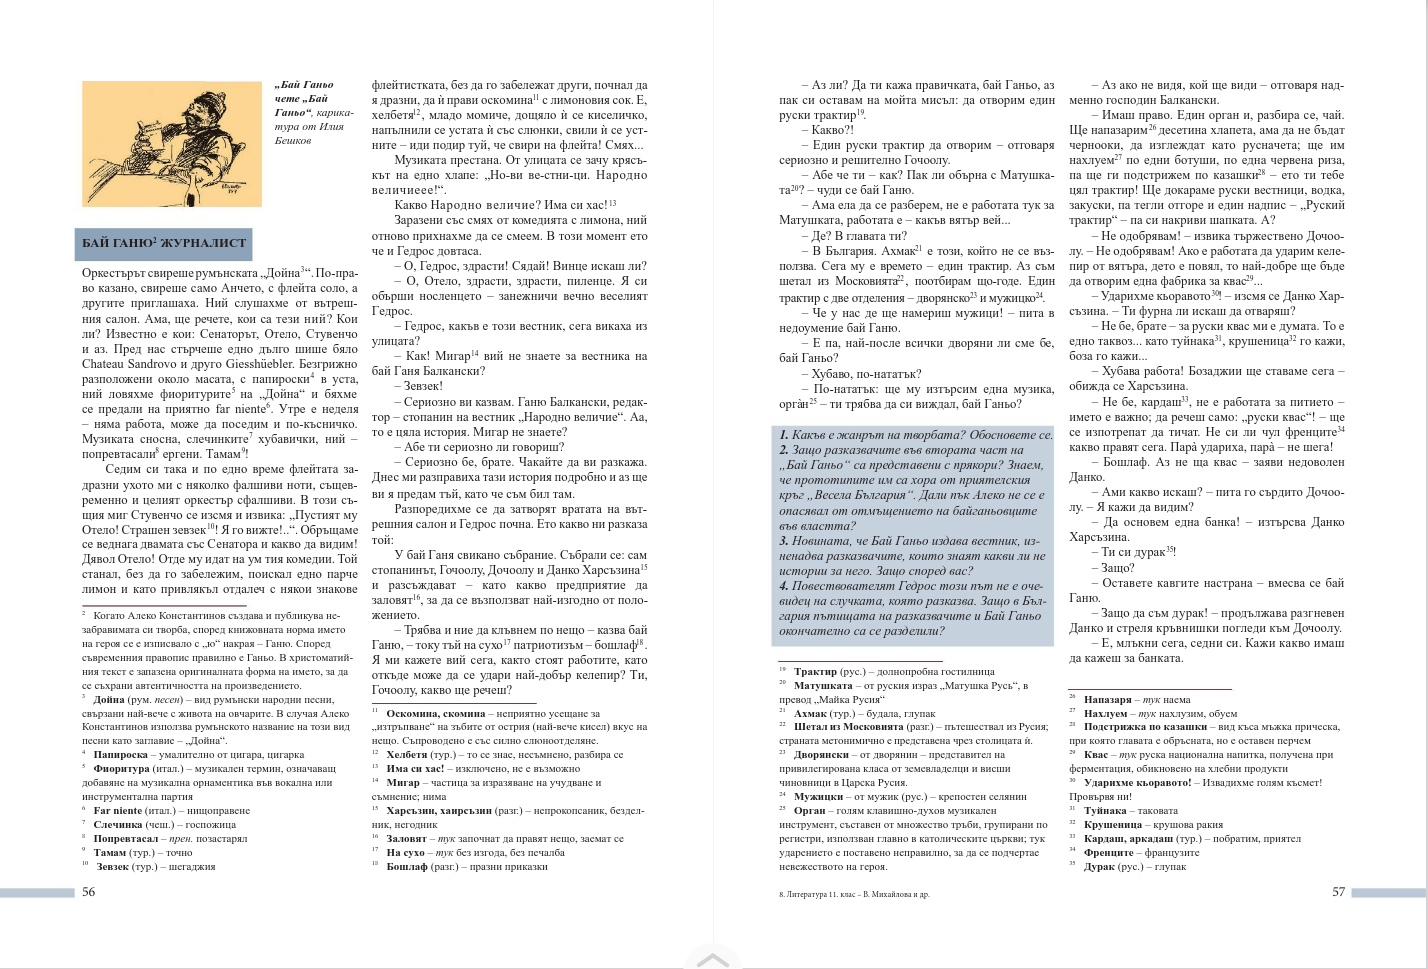 „Бай Ганьо
чете „Бай
Ганьо“, карика-
тура от Илия
Бешков
БАЙ ГАНЮ2 ЖУРНАЛИСТ
Оркестърът свиреше румънската „Дойна3“. По-пра-
во казано, свиреше само Анчето, с флейта соло, а
другите приглашаха. Ний слушахме от вътреш-
ния салон. Ама, ще речете, кои са тези ний? Кои
ли? Известно е кои: Сенаторът, Отело, Стувенчо
и аз. Пред нас стърчеше едно дълго шише бяло
Chateau Sandrovo и друго Giesshüebler. Безгрижно
разположени около масата, с папироски4 в уста,
ний ловяхме фиоритурите5 на „Дойна“ и бяхме
се предали на приятно far niente6. Утре е неделя
– няма работа, може да поседим и по-късничко.
Музиката сносна, слечинките7 хубавички, ний –
попревтасали8 ергени. Тамам9!
Седим си така и по едно време флейтата за-
дразни ухото ми с няколко фалшиви ноти, същев-
ременно и целият оркестър сфалшиви. В този съ-
щия миг Стувенчо се изсмя и извика: „Пустият му
Отело! Страшен зевзек10! Я го вижте!..“. Обръщаме
се веднага двамата със Сенатора и какво да видим!
Дявол Отело! Отде му идат на ум тия комедии. Той
станал, без да го забележим, поискал едно парче
лимон и като привлякъл отдалеч с някои знакове
2 Когато Алеко Константинов създава и публикува не-
забравимата си творба, според книжовната норма името
на героя се е изписвало с „ю“ накрая – Ганю. Според
съвременния правопис правилно е Ганьо. В христоматий-
ния текст е запазена оригиналната форма на името, за да
се съхрани автентичността на произведението.
3 Дойна (рум. песен) – вид румънски народни песни,
свързани най-вече с живота на овчарите. В случая Алеко
Константинов използва румънското название на този вид
песни като заглавие – „Дойна“.
4 Папироска – умалително от цигара, цигарка
5 Фиоритура (итал.) – музикален термин, означаващ
добавяне на музикална орнаментика във вокална или
инструментална партия
6 Far niente (итал.) – нищоправене
7 Слечинка (чеш.) – госпожица
8 Попревтасал – прен. позастарял
9 Тамам (тур.) – точно
10 Зевзек (тур.) – шегаджия
56
флейтистката, без да го забележат други, почнал да
я дразни, да ѝ прави оскомина11 с лимоновия сок. Е,
хелбетя12, младо момиче, дощяло ѝ се киселичко,
напълнили се устата ѝ със слюнки, свили ѝ се уст-
ните – иди подир туй, че свири на флейта! Смях...
Музиката престана. От улицата се зачу крясъ-
кът на едно хлапе: „Но-ви ве-стни-ци. Народно
величиеее!“.
Какво Народно величие? Има си хас!13
Заразени със смях от комедията с лимона, ний
отново прихнахме да се смеем. В този момент ето
че и Гедрос довтаса.
– О, Гедрос, здрасти! Сядай! Винце искаш ли?
– О, Отело, здрасти, здрасти, пиленце. Я си
обърши носленцето – занежничи вечно веселият
Гедрос.
– Гедрос, какъв е този вестник, сега викаха из
улицата?
– Как! Мигар14 вий не знаете за вестника на
бай Ганя Балкански?
– Зевзек!
– Сериозно ви казвам. Ганю Балкански, редак-
тор – стопанин на вестник „Народно величие“. Аа,
то е цяла история. Мигар не знаете?
– Абе ти сериозно ли говориш?
– Сериозно бе, брате. Чакайте да ви разкажа.
Днес ми разправиха тази история подробно и аз ще
ви я предам тъй, като че съм бил там.
Разпоредихме се да затворят вратата на вът-
решния салон и Гедрос почна. Ето какво ни разказа
той:
У бай Ганя свикано събрание. Събрали се: сам
стопанинът, Гочоолу, Дочоолу и Данко Харсъзина15
и разсъждават – като какво предприятие да
заловят16, за да се възползват най-изгодно от поло-
жението.
– Трябва и ние да клъвнем по нещо – казва бай
Ганю, – току тъй на сухо17 патриотизъм – бошлаф18.
Я ми кажете вий сега, както стоят работите, като
откъде може да се удари най-добър келепир? Ти,
Гочоолу, какво ще речеш?
11 Оскомина, скомина – неприятно усещане за
„изтръпване“ на зъбите от острия (най-вече кисел) вкус на
нещо. Съпроводено е със силно слюноотделяне.
12 Хелбетя (тур.) – то се знае, несъмнено, разбира се
13 Има си хас! – изключено, не е възможно
14 Мигар – частица за изразяване на учудване и
съмнение; нима
15 Харсъзин, хаирсъзин (разг.) – непрокопсаник, бездел-
ник, негодник
16 Заловят – тук започнат да правят нещо, заемат се
17 На сухо – тук без изгода, без печалба
18 Бошлаф (разг.) – празни приказки
– Аз ли? Да ти кажа правичката, бай Ганьо, аз
пак си оставам на мойта мисъл: да отворим един
руски трактир19.
– Какво?!
– Един руски трактир да отворим – отговаря
сериозно и решително Гочоолу.
– Абе че ти – как? Пак ли обърна с Матушка-
та20? – чуди се бай Ганю.
– Ама ела да се разберем, не е работата тук за
Матушката, работата е – какъв вятър вей...
– Де? В главата ти?
– В България. Ахмак21 е този, който не се въз-
ползва. Сега му е времето – един трактир. Аз съм
шетал из Московията22, поотбирам що-годе. Един
трактир с две отделения – дворянско23 и мужицко24.
– Че у нас де ще намериш мужици! – пита в
недоумение бай Ганю.
– Е па, най-после всички дворяни ли сме бе,
бай Ганьо?
– Хубаво, по-нататък?
– По-нататък: ще му изтърсим една музика,
оргàн25 – ти трябва да си виждал, бай Ганьо?
1. Какъв е жанрът на творбата? Обосновете се.
2. Защо разказвачите във втората част на
„Бай Ганьо“ са представени с прякори? Знаем,
че прототипите им са хора от приятелския
кръг „Весела България“. Дали пък Алеко не се е
опасявал от отмъщението на байганьовците
във властта?
3. Новината, че Бай Ганьо издава вестник, из-
ненадва разказвачите, които знаят какви ли не
истории за него. Защо според вас?
4. Повествователят Гедрос този път не е оче-
видец на случката, която разказва. Защо в Бъл-
гария пътищата на разказвачите и Бай Ганьо
окончателно са се разделили?
19 Трактир (рус.) – долнопробна гостилница
20 Матушката – от руския израз „Матушка Русь“, в
превод „Майка Русия“
21 Ахмак (тур.) – будала, глупак
22 Шетал из Московията (разг.) – пътешествал из Русия;
страната метонимично е представена чрез столицата ѝ.
23 Дворянски – от дворянин – представител на
привилегирована класа от земевладелци и висши
чиновници в Царска Русия.
24 Мужицки – от мужик (рус.) – крепостен селянин
25 Орган – голям клавишно-духов музикален
инструмент, съставен от множество тръби, групирани по
регистри, използван главно в католическите църкви; тук
ударението е поставено неправилно, за да се подчертае
невежеството на героя.
8. Литература 11. клас – В. Михайлова и др.
– Аз ако не видя, кой ще види – отговаря над-
менно господин Балкански.
– Имаш право. Един орган и, разбира се, чай.
Ще напазарим26 десетина хлапета, ама да не бъдат
чернооки, да изглеждат като русначета; ще им
нахлуем27 по едни ботуши, по една червена риза,
па ще ги подстрижем по казашки28 – ето ти тебе
цял трактир! Ще докараме руски вестници, водка,
закуски, па тегли отгоре и един надпис – „Руский
трактир“ – па си накриви шапката. А?
– Не одобрявам! – извика тържествено Дочоо-
лу. – Не одобрявам! Ако е работата да ударим келе-
пир от вятъра, дето е повял, то най-добре ще бъде
да отворим една фабрика за квас29...
– Ударихме кьоравото30! – изсмя се Данко Хар-
съзина. – Ти фурна ли искаш да отваряш?
– Не бе, брате – за руски квас ми е думата. То е
едно таквоз... като туйнака31, крушеница32 го кажи,
боза го кажи...
– Хубава работа! Бозаджии ще ставаме сега –
обижда се Харсъзина.
– Не бе, кардаш33, не е работата за питието –
името е важно; да речеш само: „руски квас“! – ще
се изпотрепат да тичат. Не си ли чул френците34
какво правят сега. Парà удариха, парà – не шега!
– Бошлаф. Аз не ща квас – заяви недоволен
Данко.
– Ами какво искаш? – пита го сърдито Дочоо-
лу. – Я кажи да видим?
– Да основем една банка! – изтърсва Данко
Харсъзина.
– Ти си дурак35!
– Защо?
– Оставете кавгите настрана – вмесва се бай
Ганю.
– Защо да съм дурак! – продължава разгневен
Данко и стреля кръвнишки погледи към Дочоолу.
– Е, млъкни сега, седни си. Кажи какво имаш
да кажеш за банката.
26 Напазаря – тук наема
27 Нахлуем – тук нахлузим, обуем
28 Подстрижка по казашки – вид къса мъжка прическа,
при която главата е обръсната, но е оставен перчем
29 Квас – тук руска национална напитка, получена при
ферментация, обикновено на хлебни продукти
30 Ударихме кьоравото! – Извадихме голям късмет!
Провървя ни!
31 Туйнака – таковата
32 Крушеница – крушова ракия
33 Кардаш, аркадаш (тур.) – побратим, приятел
34 Френците – французите
35 Дурак (рус.) – глупак
57